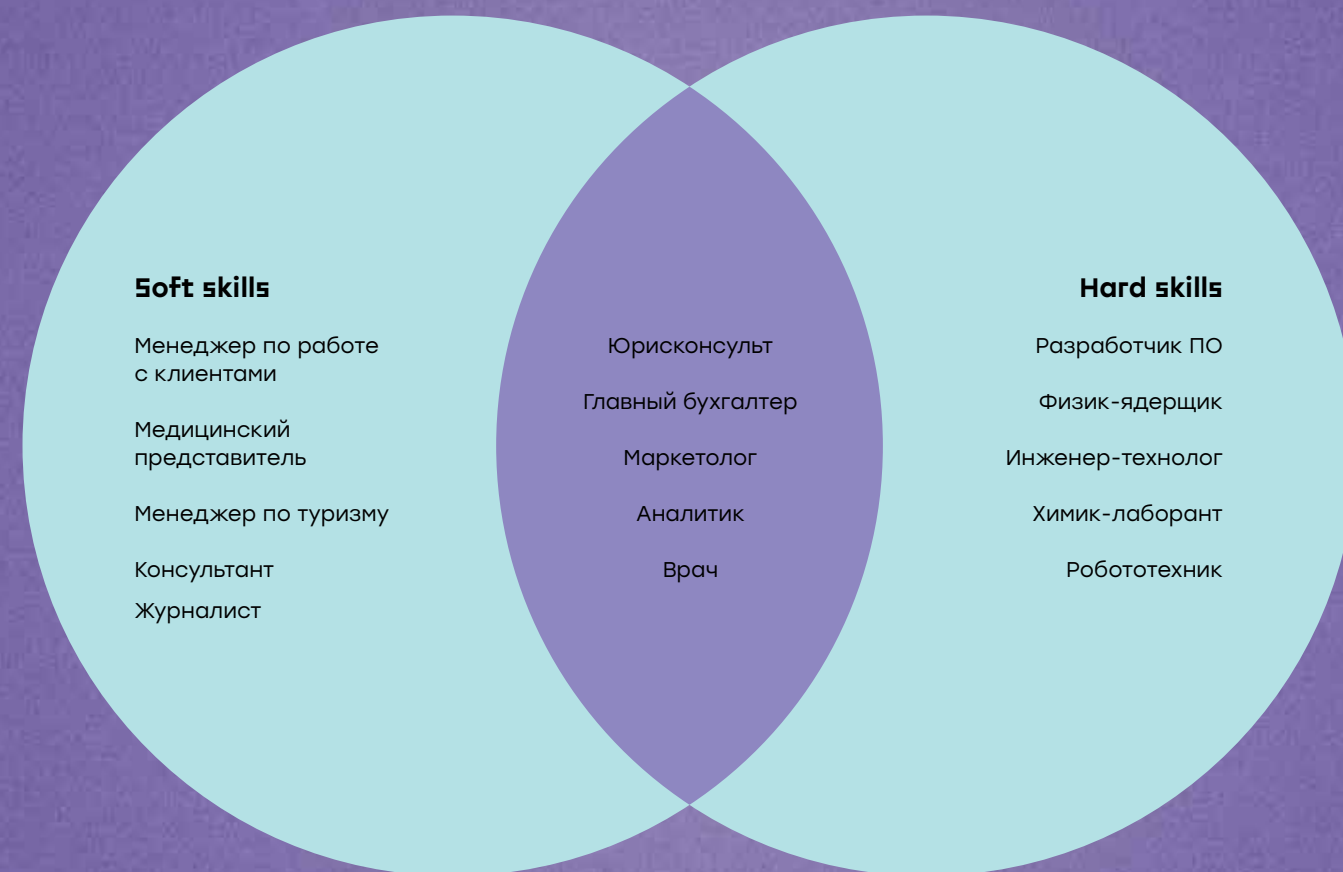 Soft skills
Менеджер по работе
с клиентами
Медицинский
представитель
Менеджер по туризму
Консультант
Журналист
Юрисконсульт
Главный бухгалтер
Маркетолог
Аналитик
Врач
Hard skills
Разработчик ПО
Физик-ядерщик
Инженер-технолог
Химик-лаборант
Робототехник